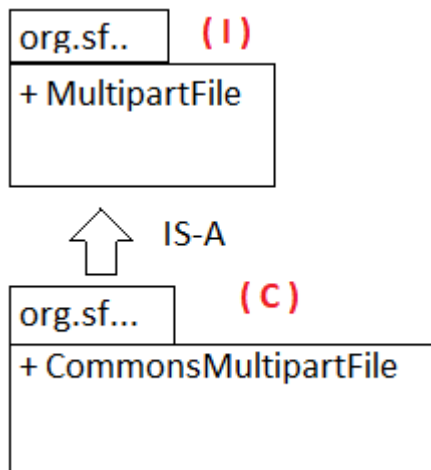 org.sf..
( I )
+ MultipartFile
IS-A
( C )
org.sf...
+ CommonsMultipartFile